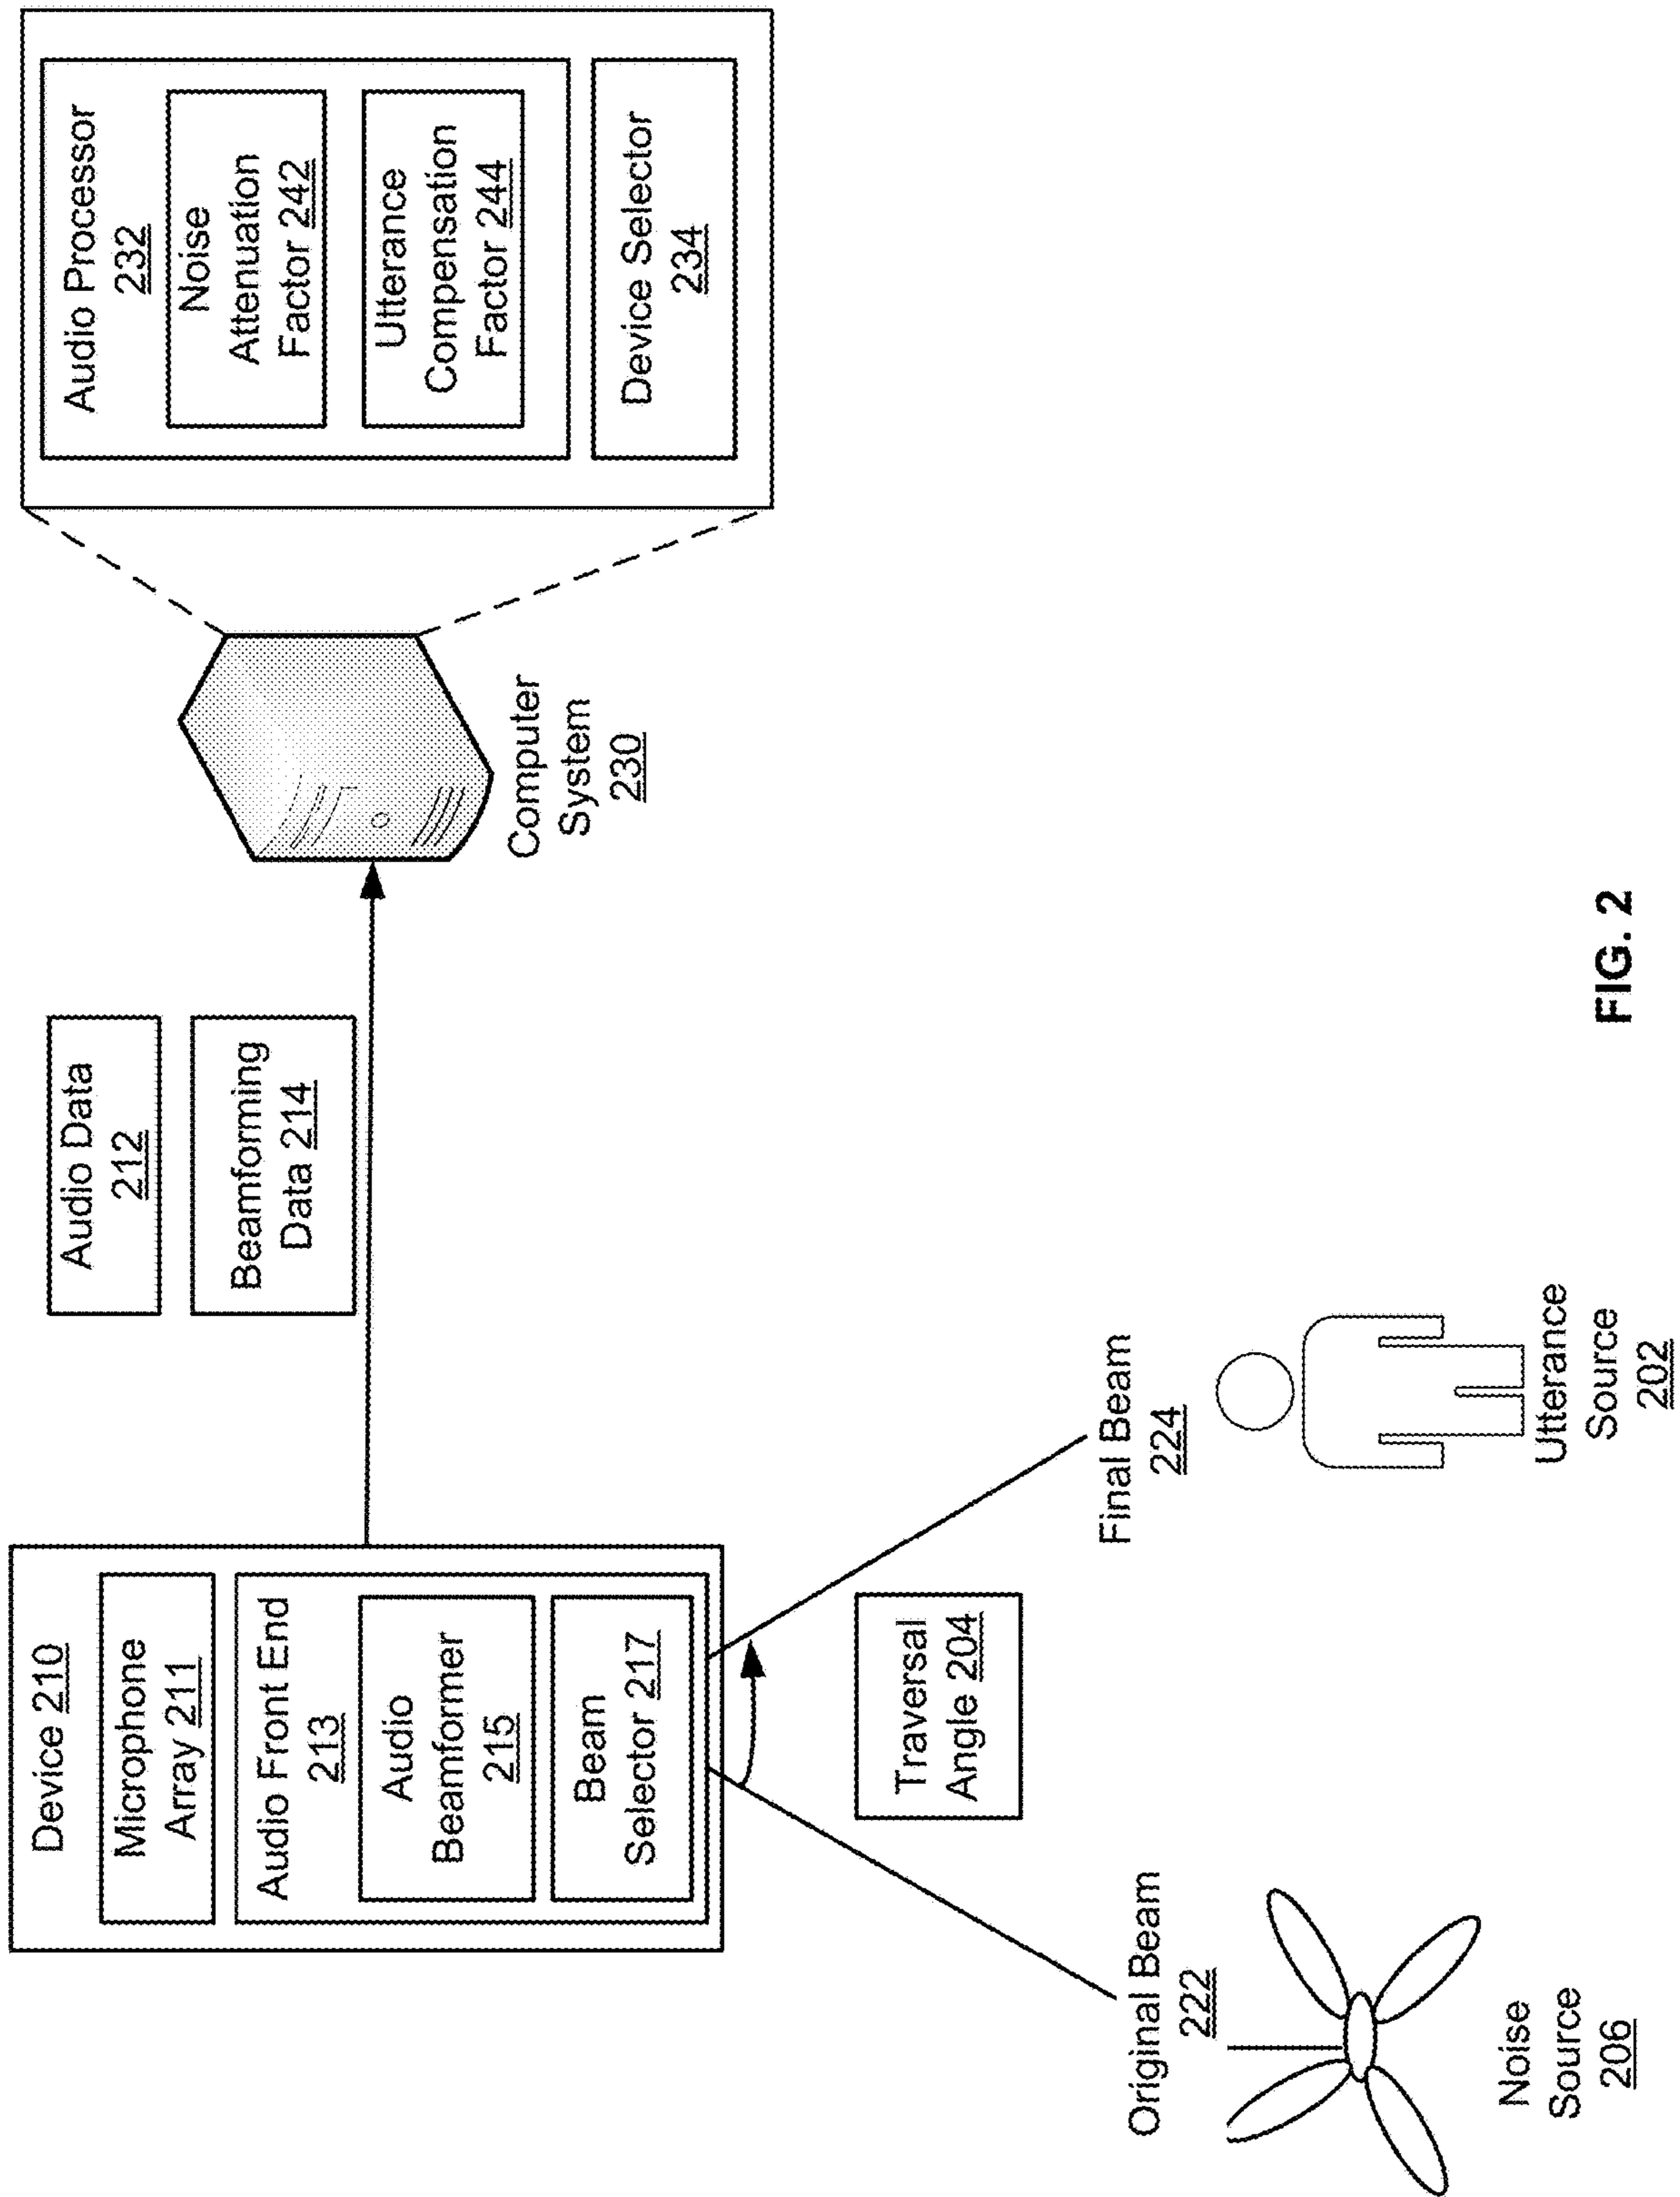 Device 210
Microphone
Array 211
Audio Front End
213
Audio
Beamformer
215
Beam
Selector 217
Audio Data
212
Beamforming
Data 214
Computer
System
230
Audio Processor
232
Noise
Attenuation
Factor 242
Utterance
Compensation
Factor 244
Device Selector
234
Traversal
Angle 204
Original Beam
222
Final Beam
224
Noise
Source
206
Utterance
Source
202
FIG. 2